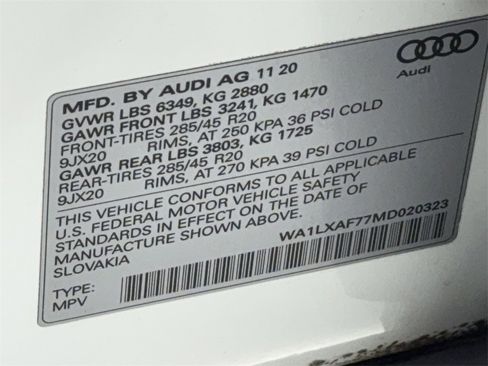 MFD. BY AUDI AG 11 20
GVWR LBS 6349, KG 2880
GAWR FRONT LBS 3241, KG 1470
FRONT-TIRES 285/45 R20
9JX20 RIMS, AT 250 KPA 36 PSI COLD
GAWR REAR LBS 3803, KG 1725
REAR-TIRES 285/45 R20
9JX20 RIMS, AT 270 KPA 39 PSI COLD
THIS VEHICLE CONFORMS TO ALL APPLICABLE
U.S. FEDERAL MOTOR VEHICLE SAFETY
STANDARDS IN EFFECT ON THE DATE OF
MANUFACTURE SHOWN ABOVE.
SLOVAKIA
WA1LXAF77MD020323
TYPE:
MPV
Audi